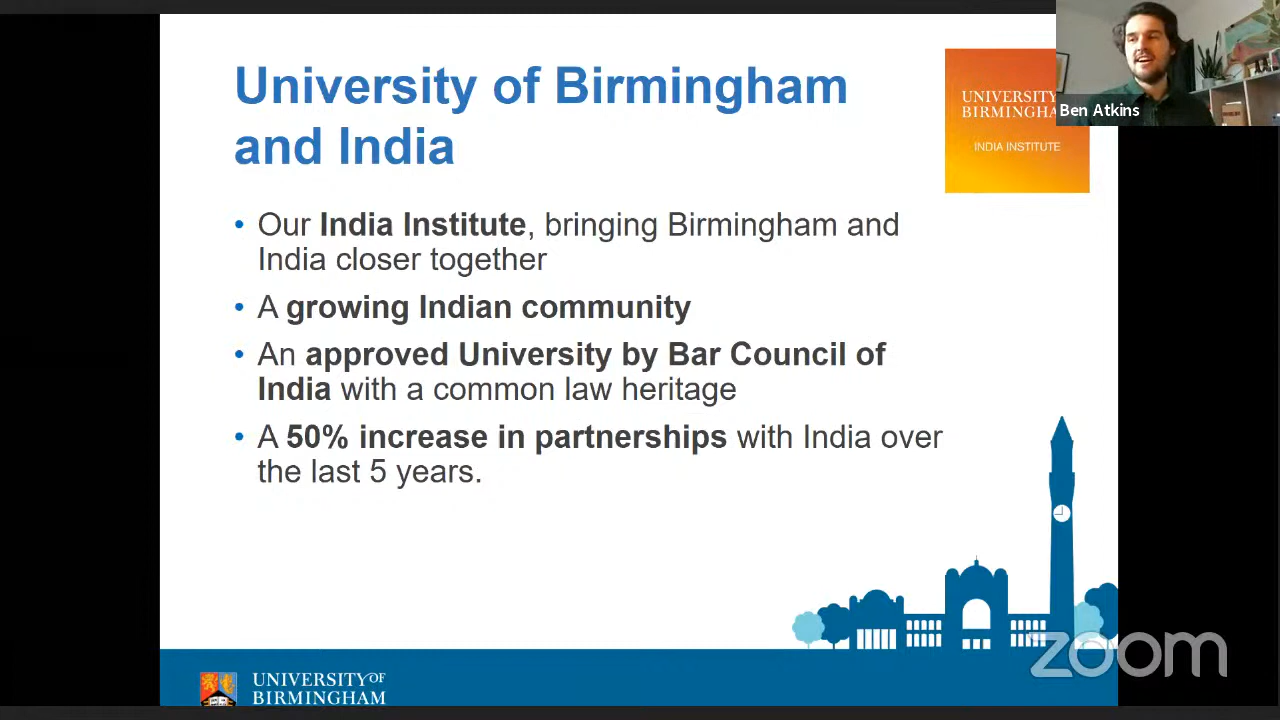 University of Birmingham
and India
UNIVERSITY
BIRMINGHA
INDIA INSTITUTE
Ben Atkins
• Our India Institute, bringing Birmingham and
India closer together
• A growing Indian community
• An approved University by Bar Council of
India with a common law heritage
• A 50% increase in partnerships with India over
the last 5 years.
zoom
UNIVERSITY OF
BIRMINGHAM